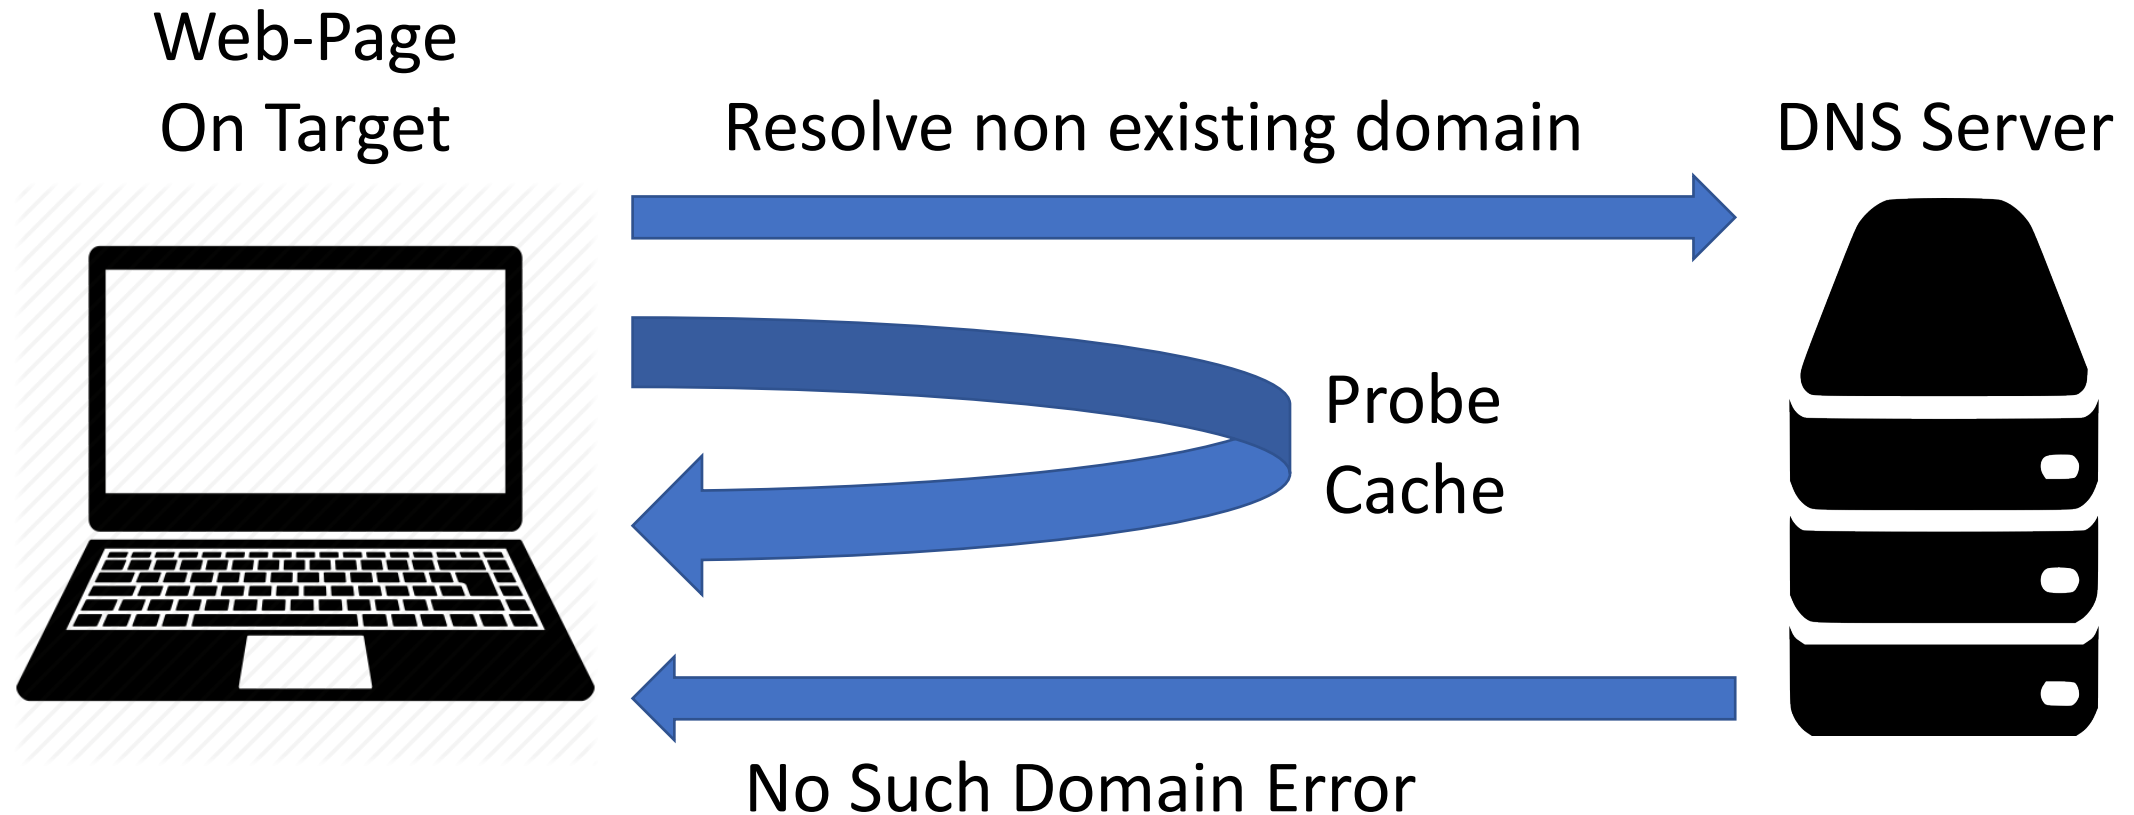 Web-Page
On Target
Resolve non existing domain
DNS Server
Probe
Cache
No Such Domain Error